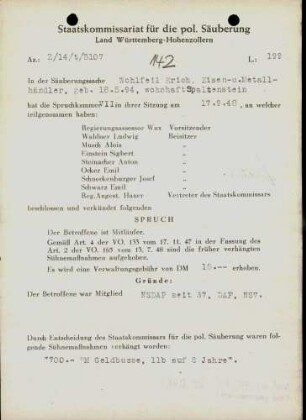 Staatskommissariat für die pol. Säuberung
Land Württemberg-Hohenzollern
Az.: Z/14/t/5107
142
L: 199
In der Säuberungssache Wohlfeil Erich, Eisen-u.Metall-
händler, geb. 18.5.94, wohnhaft Spaltenstein
hat die Spruchkammer VII in ihrer Sitzung am 17.9.48, an welcher
teilgenommen haben:
Regierungsassessor Wax Vorsitzender
Waldner Ludwig Beisitzer
Musik Alois "
Einstein Sigbert "
Steinacher Anton "
Osker Emil "
Schneckenburger Josef "
Schwarz Emil "
Reg.Angest. Hauer Vertreter des Staatskommissars
beschlossen und verkündet folgenden
SPRUCH
Der Betroffene ist Mitläufer.
Gemäß Art. 4 der VO. 133 vom 17. 11. 47 in der Fassung des
Art. 2 der VO. 165 vom 13. 7. 48 sind die früher verhängten
Sühnemaßnahmen aufgehoben.
Es wird eine Verwaltungsgebühr von DM 10.-- erhoben.
Gründe:
Der Betroffene war Mitglied NSDAP seit 37, DAF, NSV.
Durch Entscheidung des Staatskommissars für die pol. Säuberung waren fol-
gende Sühnemaßnahmen verhängt worden:
"700.-- RM Geldbusse, 11b auf 2 Jahre".